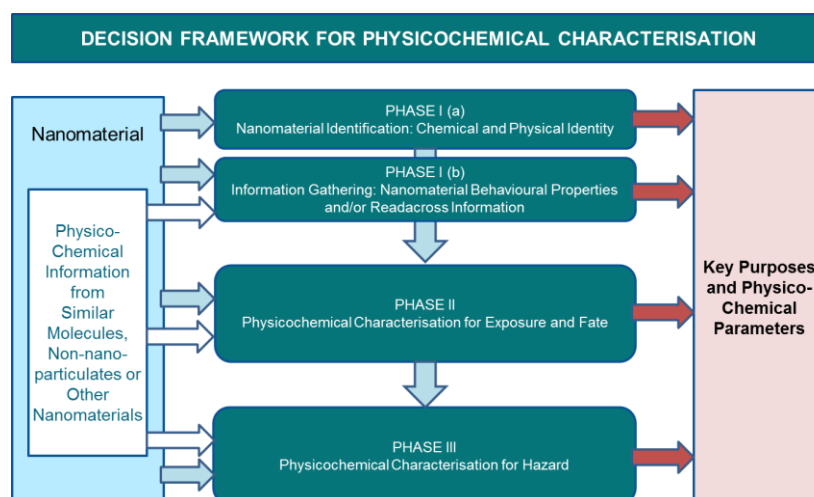 DECISION FRAMEWORK FOR PHYSICOCHEMICAL CHARACTERISATION
Nanomaterial
Physico-
Chemical
Information
from
Similar
Molecules,
Non-nano-
particulates or
Other
Nanomaterials
PHASE I (a)
Nanomaterial Identification: Chemical and Physical Identity
PHASE I (b)
Information Gathering: Nanomaterial Behavioural Properties
and/or Readacross Information
PHASE II
Physicochemical Characterisation for Exposure and Fate
PHASE III
Physicochemical Characterisation for Hazard
Key Purposes
and Physico-
Chemical
Parameters